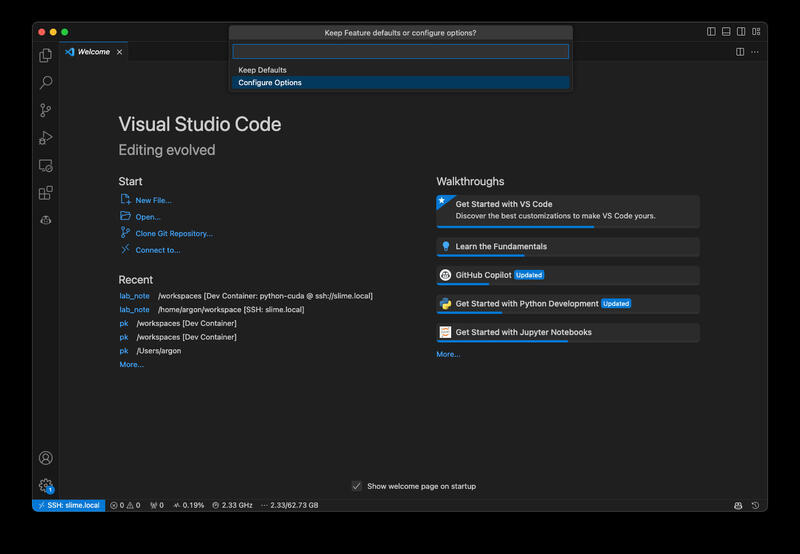 Keep Feature defaults or configure options?
Welcome
Keep Defaults
Configure Options
Visual Studio Code
Editing evolved
Start
New File...
Open...
Clone Git Repository...
Connect to...
Recent
lab_note /workspaces [Dev Container: python-cuda @ ssh://slime.local]
lab_note /home/argon/workspace [SSH: slime.local]
pk /workspaces [Dev Container]
pk /workspaces [Dev Container]
pk /Users/argon
More...
Walkthroughs
Get Started with VS Code
Discover the best customizations to make VS Code yours.
Learn the Fundamentals
GitHub Copilot Updated
Get Started with Python Development Updated
Get Started with Jupyter Notebooks
More...
Show welcome page on startup
1
SSH: slime.local 0 0 0 0.19% 2.33 GHz 2.33/62.73 GB